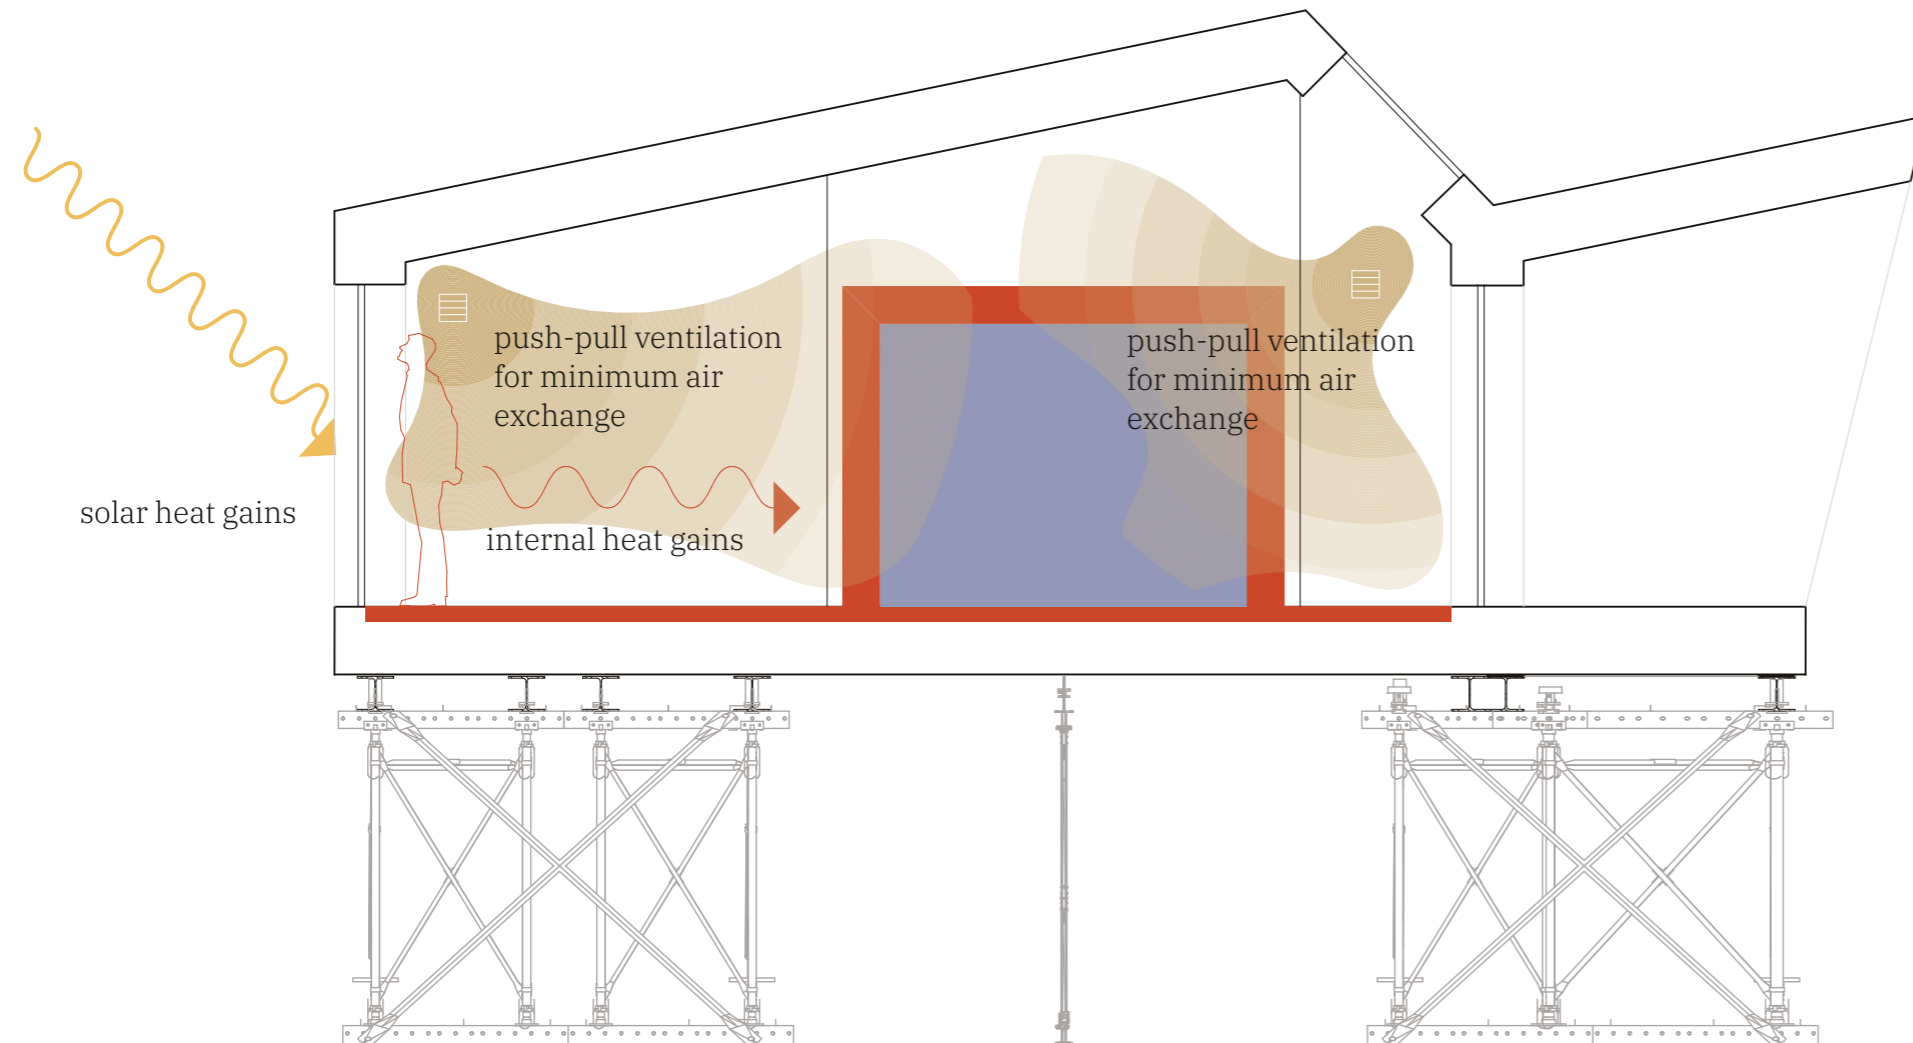 push-pull ventilation
for minimum air
exchange
push-pull ventilation
for minimum air
exchange
solar heat gains
internal heat gains